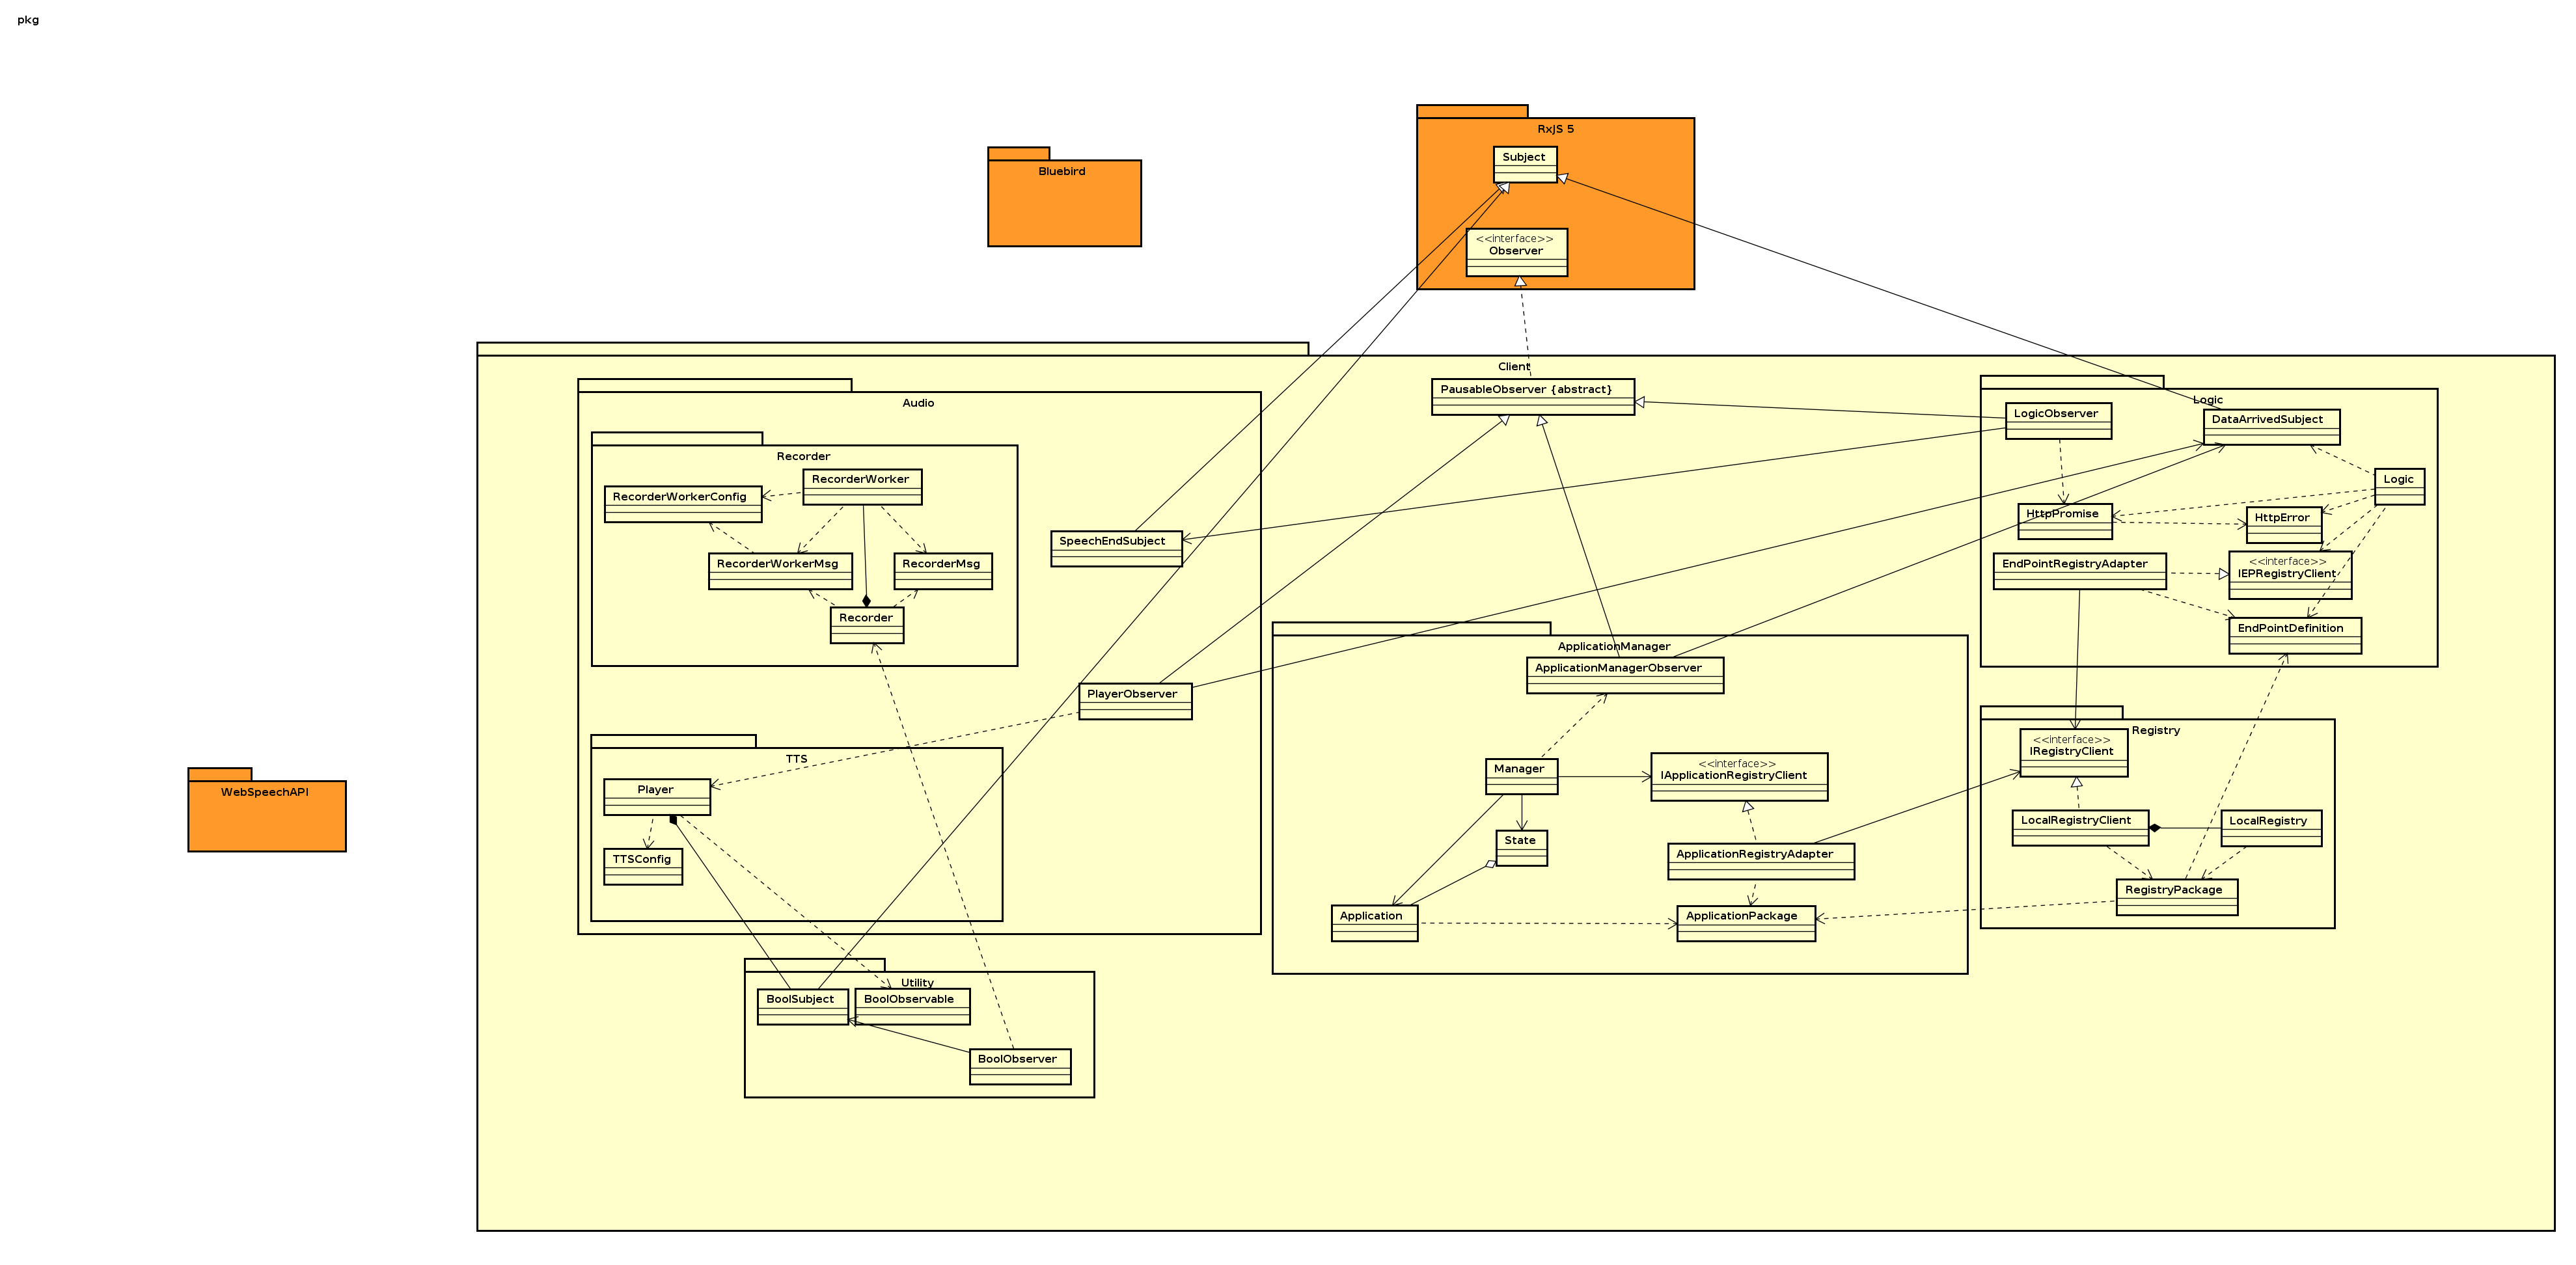 pkg
RxJS 5
Subject
<<interface>>
Observer
Bluebird
WebSpeechAPI
Client
PausableObserver {abstract}
Audio
Recorder
RecorderWorker
RecorderWorkerConfig
RecorderWorkerMsg
RecorderMsg
Recorder
SpeechEndSubject
PlayerObserver
TTS
Player
TTSConfig
Utility
BoolSubject
BoolObservable
BoolObserver
ApplicationManager
ApplicationManagerObserver
Manager
<<interface>>
IApplicationRegistryClient
State
ApplicationRegistryAdapter
Application
ApplicationPackage
Logic
LogicObserver
DataArrivedSubject
Logic
HttpPromise
HttpError
EndPointRegistryAdapter
<<interface>>
IEPRegistryClient
EndPointDefinition
Registry
<<interface>>
IRegistryClient
LocalRegistryClient
LocalRegistry
RegistryPackage